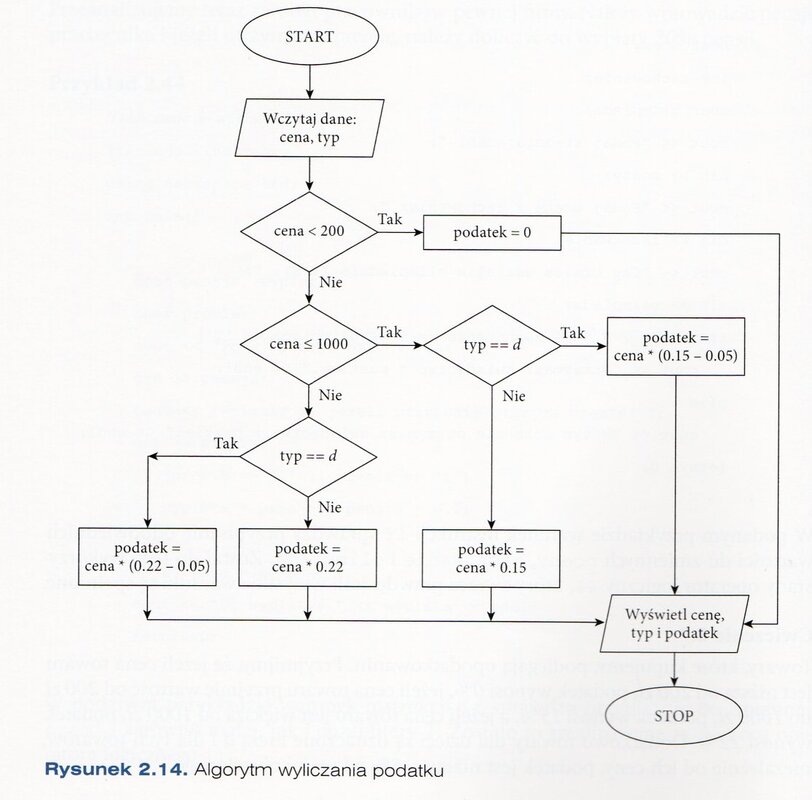 START
Wczytaj dane:
cena, typ
cena < 200
Tak
podatek = 0
Nie
cena ≤ 1000
Tak
typ == d
Tak
podatek =
cena * (0.15 – 0.05)
Nie
Nie
Tak
typ == d
Nie
podatek =
cena * (0.22 – 0.05)
podatek =
cena * 0.22
podatek =
cena * 0.15
Wyświetl cenę,
typ i podatek
STOP
Rysunek 2.14. Algorytm wyliczania podatku